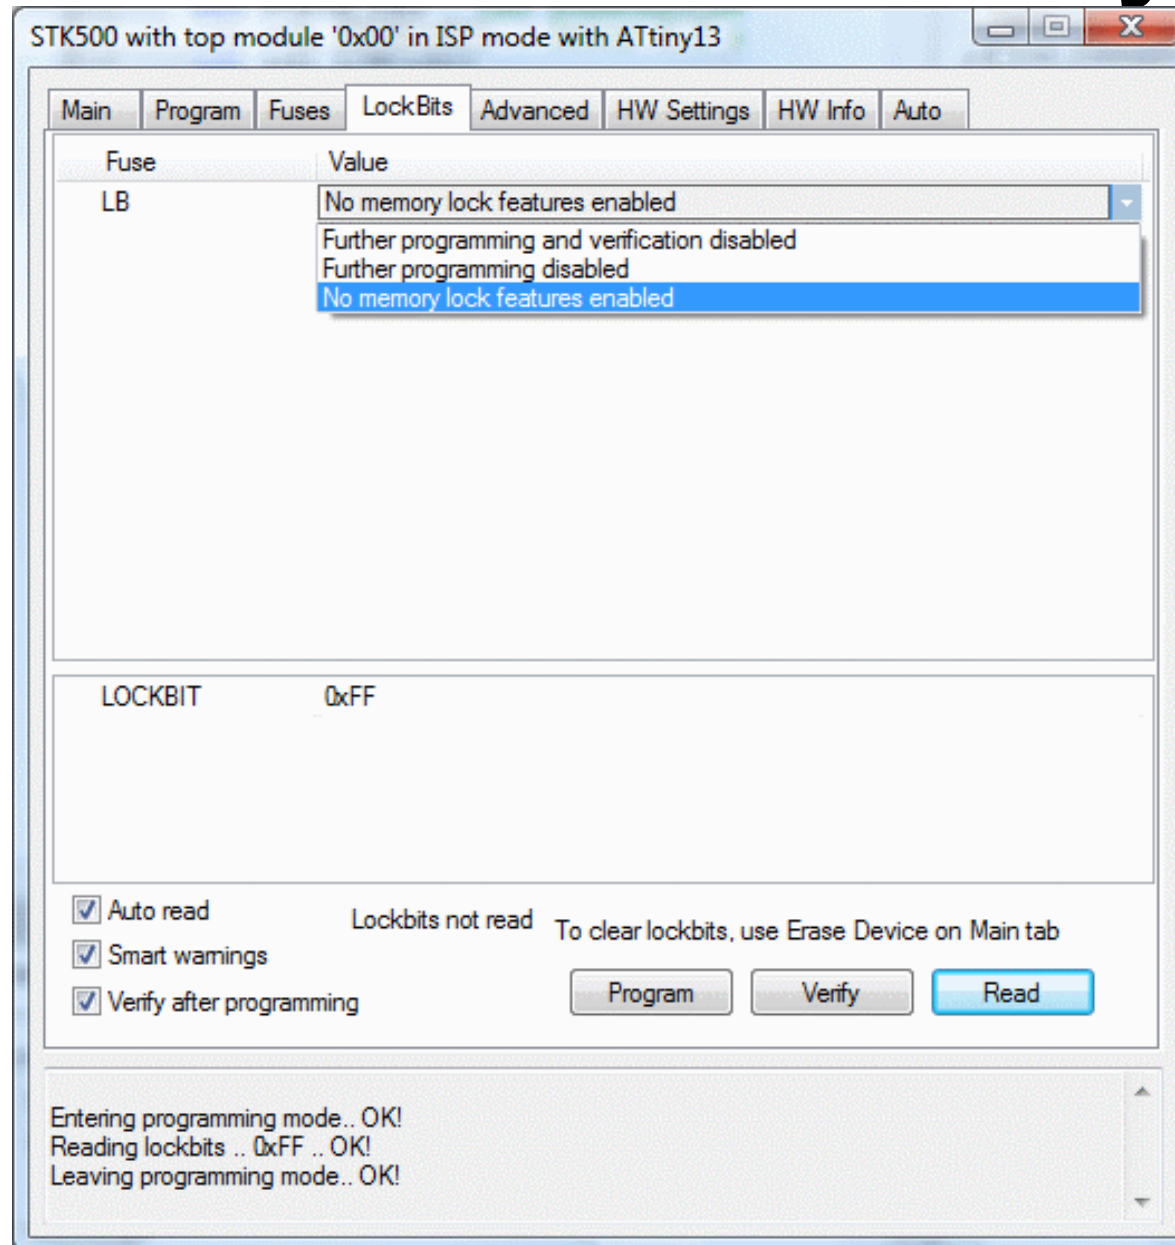 STK500 with top module '0x00' in ISP mode with ATtiny13
Main Program Fuses LockBits Advanced HW Settings HW Info Auto
Fuse Value
LB No memory lock features enabled
Further programming and verification disabled
Further programming disabled
No memory lock features enabled
LOCKBIT 0xFF
Auto read
Lockbits not read
To clear lockbits, use Erase Device on Main tab
Smart warnings
Verify after programming
Program Verify Read
Entering programming mode.. OK!
Reading lockbits .. 0xFF .. OK!
Leaving programming mode.. OK!